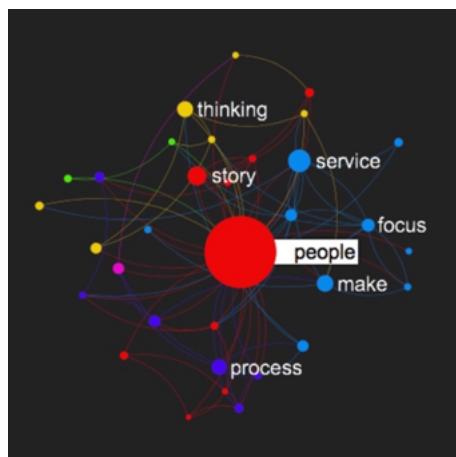 thinking
service
story
focus
people
make
process